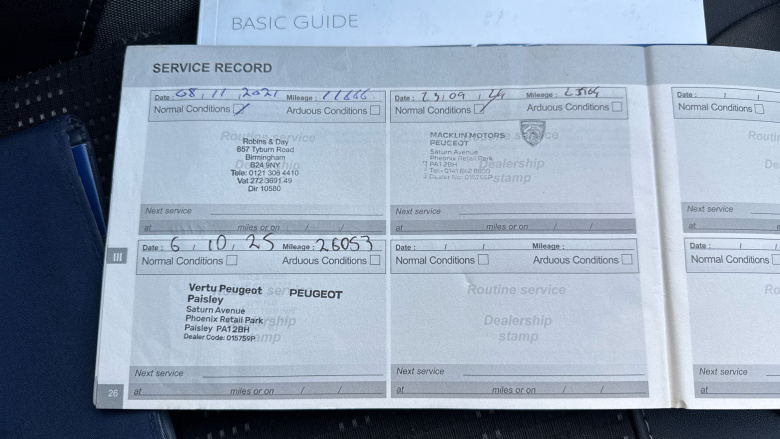 BASIC GUIDE
SERVICE RECORD
Date : 08 / 11 / 2021 Mileage : 11666
Normal Conditions Arduous Conditions
Routine service
Robins & Day
857 Tyburn Road
Birmingham
B24 9NY
Tele: 0121 306 4410
Vat 272 3691 49
Dir 10580
Dealership
stamp
Next service
at miles or on / /
Date : 23,09, 24 Mileage : 23164
Normal Conditions Arduous Conditions
Routine service
MACKLIN MOTORS
PEUGEOT
Saturn Avenue
Phoenix Retail Park
PA1 2BH
Dealership
stamp
Next service
at miles or on / /
Date :
Normal Conditions
Next service
at
III
Date : 6 , 10 , 25 Mileage : 26053
Normal Conditions Arduous Conditions
Vertu Peugeot PEUGEOT
Paisley
Saturn Avenue
Phoenix Retail Park
Paisley PA1 2BH
Dealer Code: 015759P
Next service
at miles or on / /
Date : / / Mileage :
Normal Conditions Arduous Conditions
Routine service
Dealership
stamp
Next service
at miles or on / /
Date : / /
Normal Conditions
Next service
at
26